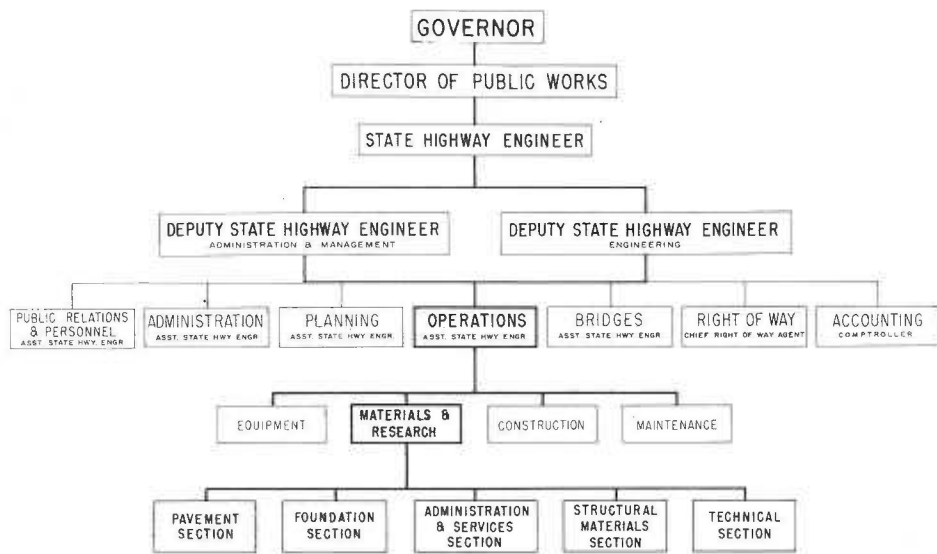 GOVERNOR
DIRECTOR OF PUBLIC WORKS
STATE HIGHWAY ENGINEER
DEPUTY STATE HIGHWAY ENGINEER
ADMINISTRATION & MANAGEMENT
DEPUTY STATE HIGHWAY ENGINEER
ENGINEERING
PUBLIC RELATIONS
& PERSONNEL
ASST. STATE HWY ENGR
ADMINISTRATION
ASST. STATE HWY ENGR
PLANNING
ASST. STATE HWY ENGR.
OPERATIONS
ASST. STATE HWY ENGR
BRIDGES
ASST. STATE HWY ENGR
RIGHT OF WAY
CHIEF RIGHT OF WAY AGENT
ACCOUNTING
COMPTROLLER
EQUIPMENT
MATERIALS &
RESEARCH
CONSTRUCTION
MAINTENANCE
PAVEMENT
SECTION
FOUNDATION
SECTION
ADMINISTRATION
& SERVICES
SECTION
STRUCTURAL
MATERIALS
SECTION
TECHNICAL
SECTION